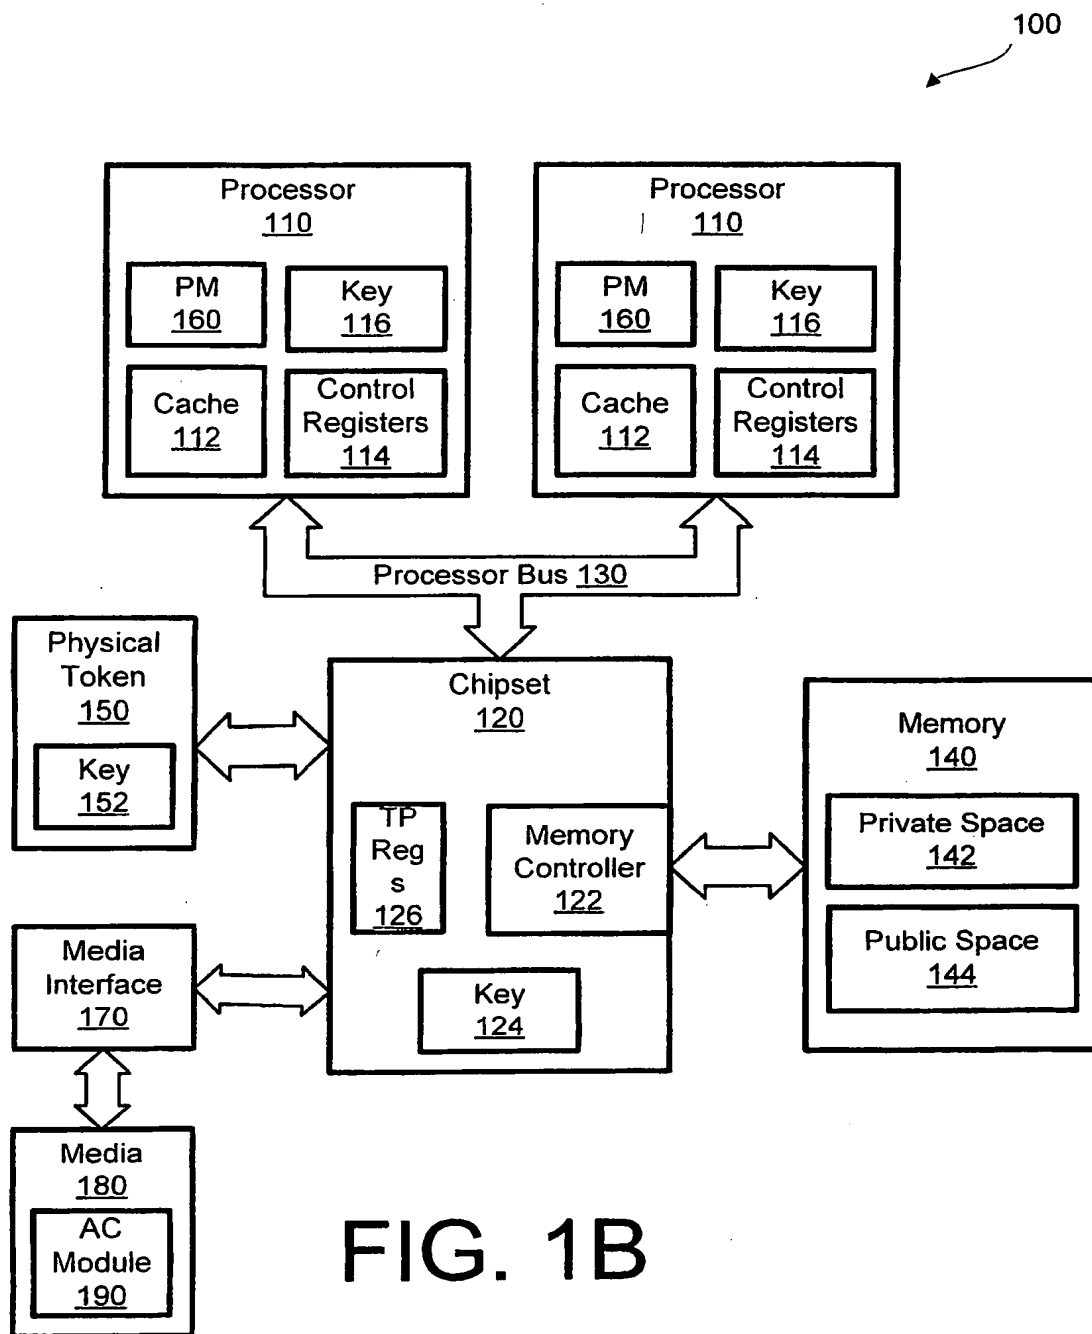 100
Processor
110
PM
160
Key
116
Cache
112
Control
Registers
114
Processor
110
PM
160
Key
116
Cache
112
Control
Registers
114
Processor Bus 130
Physical
Token
150
Key
152
Chipset
120
TP
Reg
s
126
Memory
Controller
122
Key
124
Memory
140
Private Space
142
Public Space
144
Media
Interface
170
Media
180
AC
Module
190
FIG. 1B